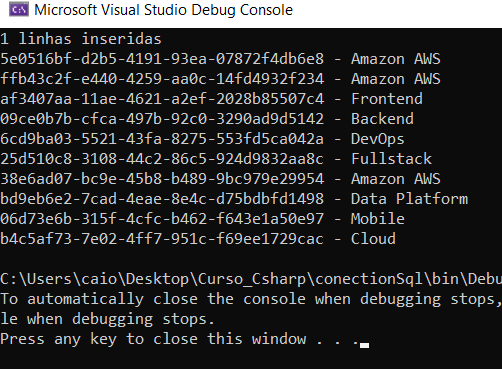 Microsoft Visual Studio Debug Console
1 linhas inseridas
5e0516bf-d2b5-4191-93ea-07872f4db6e8 - Amazon AWS
ffb43c2f-e440-4259-aa0c-14fd4932f234 - Amazon AWS
af3407aa-11ae-4621-a2ef-2028b85507c4 - Frontend
09ce0b7b-cfca-497b-92c0-3290ad9d5142 - Backend
6cd9ba03-5521-43fa-8275-553fd5ca042a - DevOps
25d510c8-3108-44c2-86c5-924d9832aa8c - Fullstack
38e6ad07-bc9e-45b8-b489-9bc979e29954 - Amazon AWS
bd9eb6e2-7cad-4eae-8e4c-d75bdbfd1498 - Data Platform
06d73e6b-315f-4cfc-b462-f643e1a50e97 - Mobile
b4c5af73-7e02-4ff7-951c-f69ee1729cac - Cloud
C:\Users\caio\Desktop\Curso_Csharp\conectionSql\bin\Debu
To automatically close the console when debugging stops,
le when debugging stops.
Press any key to close this window . . .